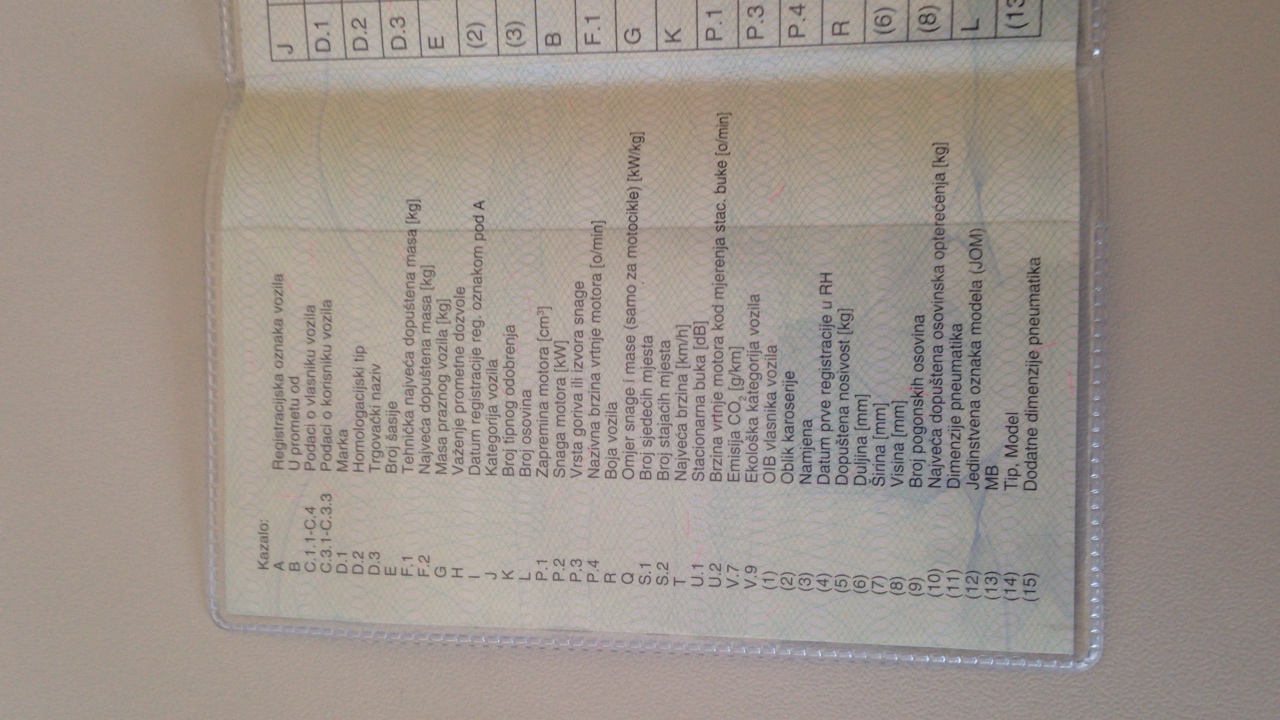 Kazalo:
A Registracijska oznaka vozila
B U prometu od
C.1.1-C.4 Podaci o vlasniku vozila
C.3.1-C.3.3 Podaci o korisniku vozila
D.1 Marka
D.2 Homologacijski tip
D.3 Trgovački naziv
E Broj šasije
F.1 Tehnička najveća dopuštena masa [kg]
F.2 Najveća dopuštena masa [kg]
G Masa praznog vozila [kg]
H Važenje prometne dozvole
I Datum registracije reg. oznakom pod A
J Kategorija vozila
K Broj tipnog odobrenja
L Broj osovina
P.1 Zapremina motora [cm³]
P.2 Snaga motora [kW]
P.3 Vrsta goriva ili izvora snage
P.4 Nazivna brzina vrtnje motora [o/min]
R Boja vozila
Q Omjer snage i mase (samo za motocikle) [kW/kg]
S.1 Broj sjedećih mjesta
S.2 Broj stajaćih mjesta
T Najveća brzina [km/h]
U.1 Stacionarna buka [dB]
U.2 Brzina vrtnje motora kod mjerenja stac. buke [o/min]
V.7 Emisija CO₂ [g/km]
V.9 Ekološka kategorija vozila
(1) OIB vlasnika vozila
(2) Oblik karoserije
(3) Namjena
(4) Datum prve registracije u RH
(5) Dopuštena nosivost [kg]
(6) Duljina [mm]
(7) Širina [mm]
(8) Visina [mm]
(9) Broj pogonskih osovina
(10) Najveća dopuštena osovinska opterećenja [kg]
(11) Dimenzije pneumatika
(12) Jedinstvena oznaka modela (JOM)
(13) MB
(14) Tip, Model
(15) Dodatne dimenzije pneumatika
J
D.1
D.2
D.3
E
(2)
(3)
B
F.1
G
K
P.1
P.3
P.4
R
(6)
(8)
L
(13